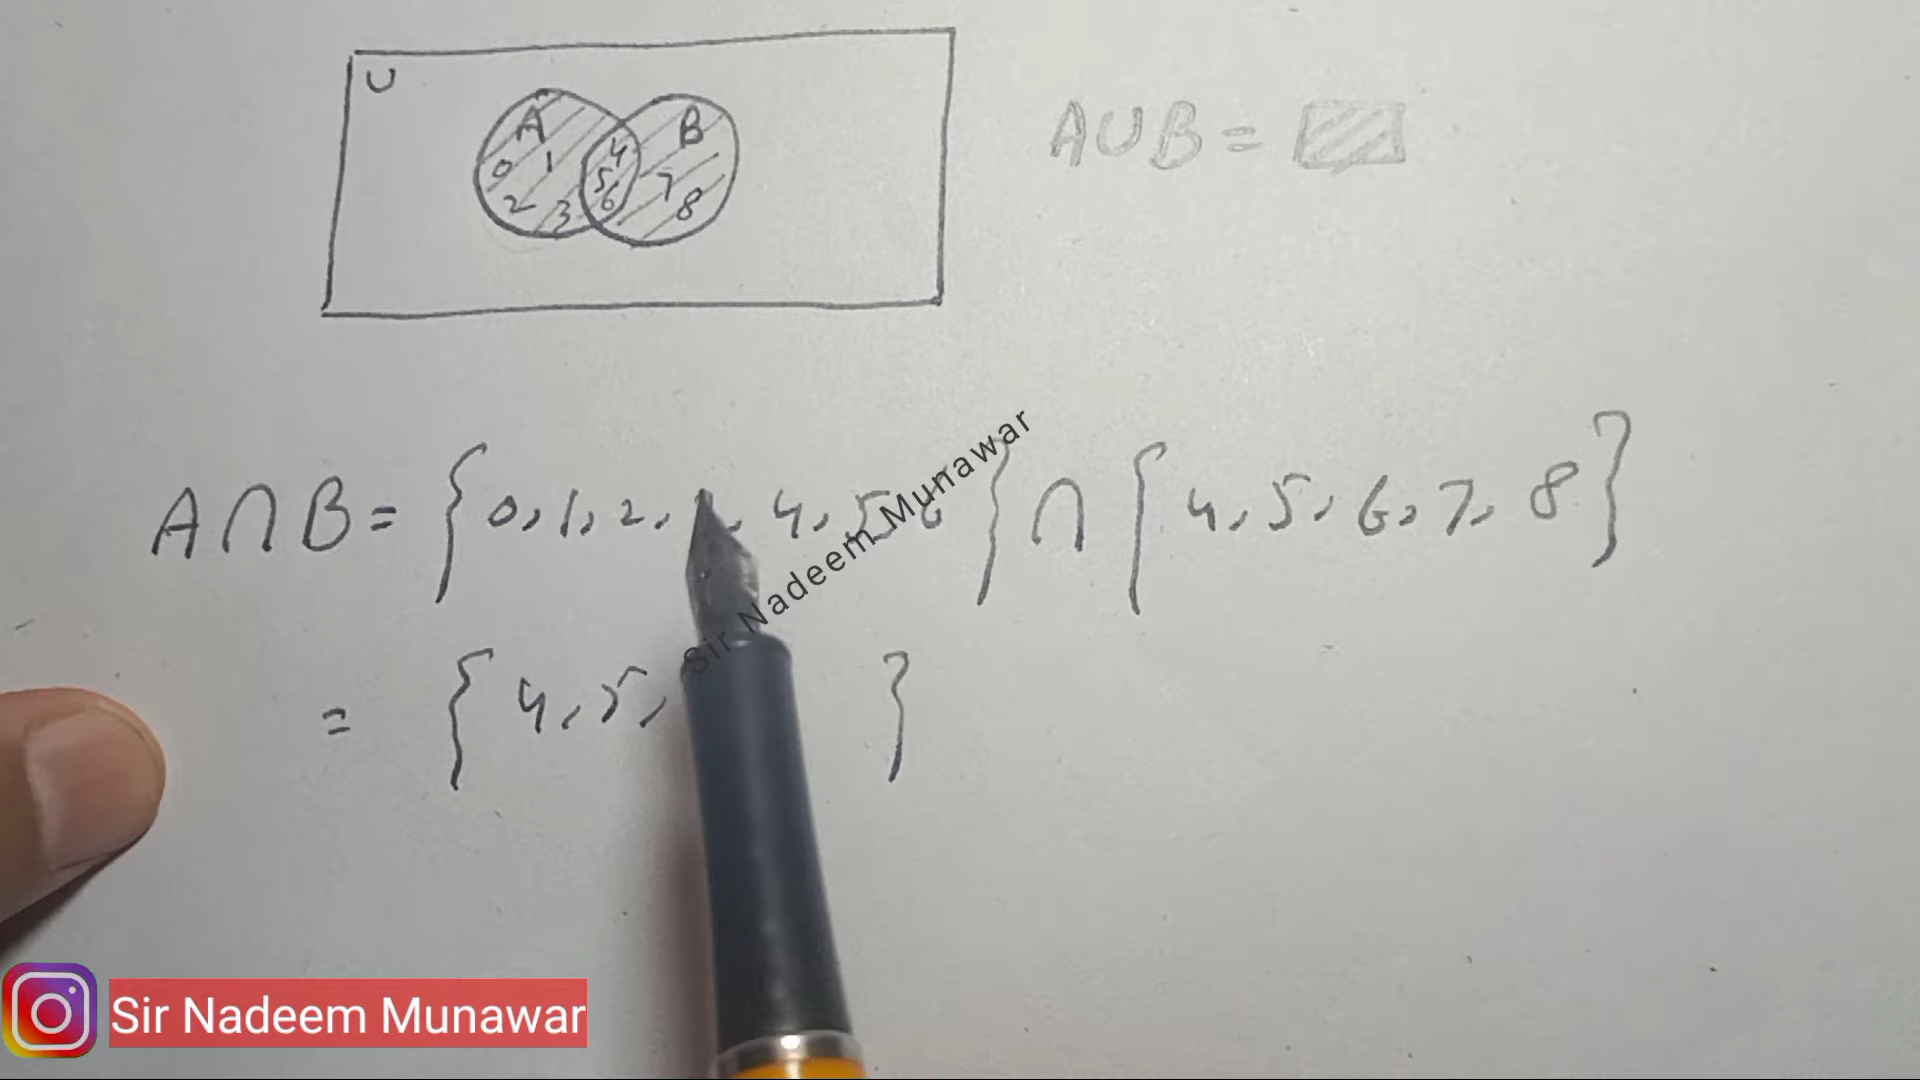 U
A B
0 1 4
5 7
2 3 6 8
A∪B =
A∩B = { 0, 1, 2, , 4, 5, 6 } ∩ { 4, 5, 6, 7, 8 }
= { 4, 5, }
Sir Nadeem Munawar
Sir Nadeem Munawar